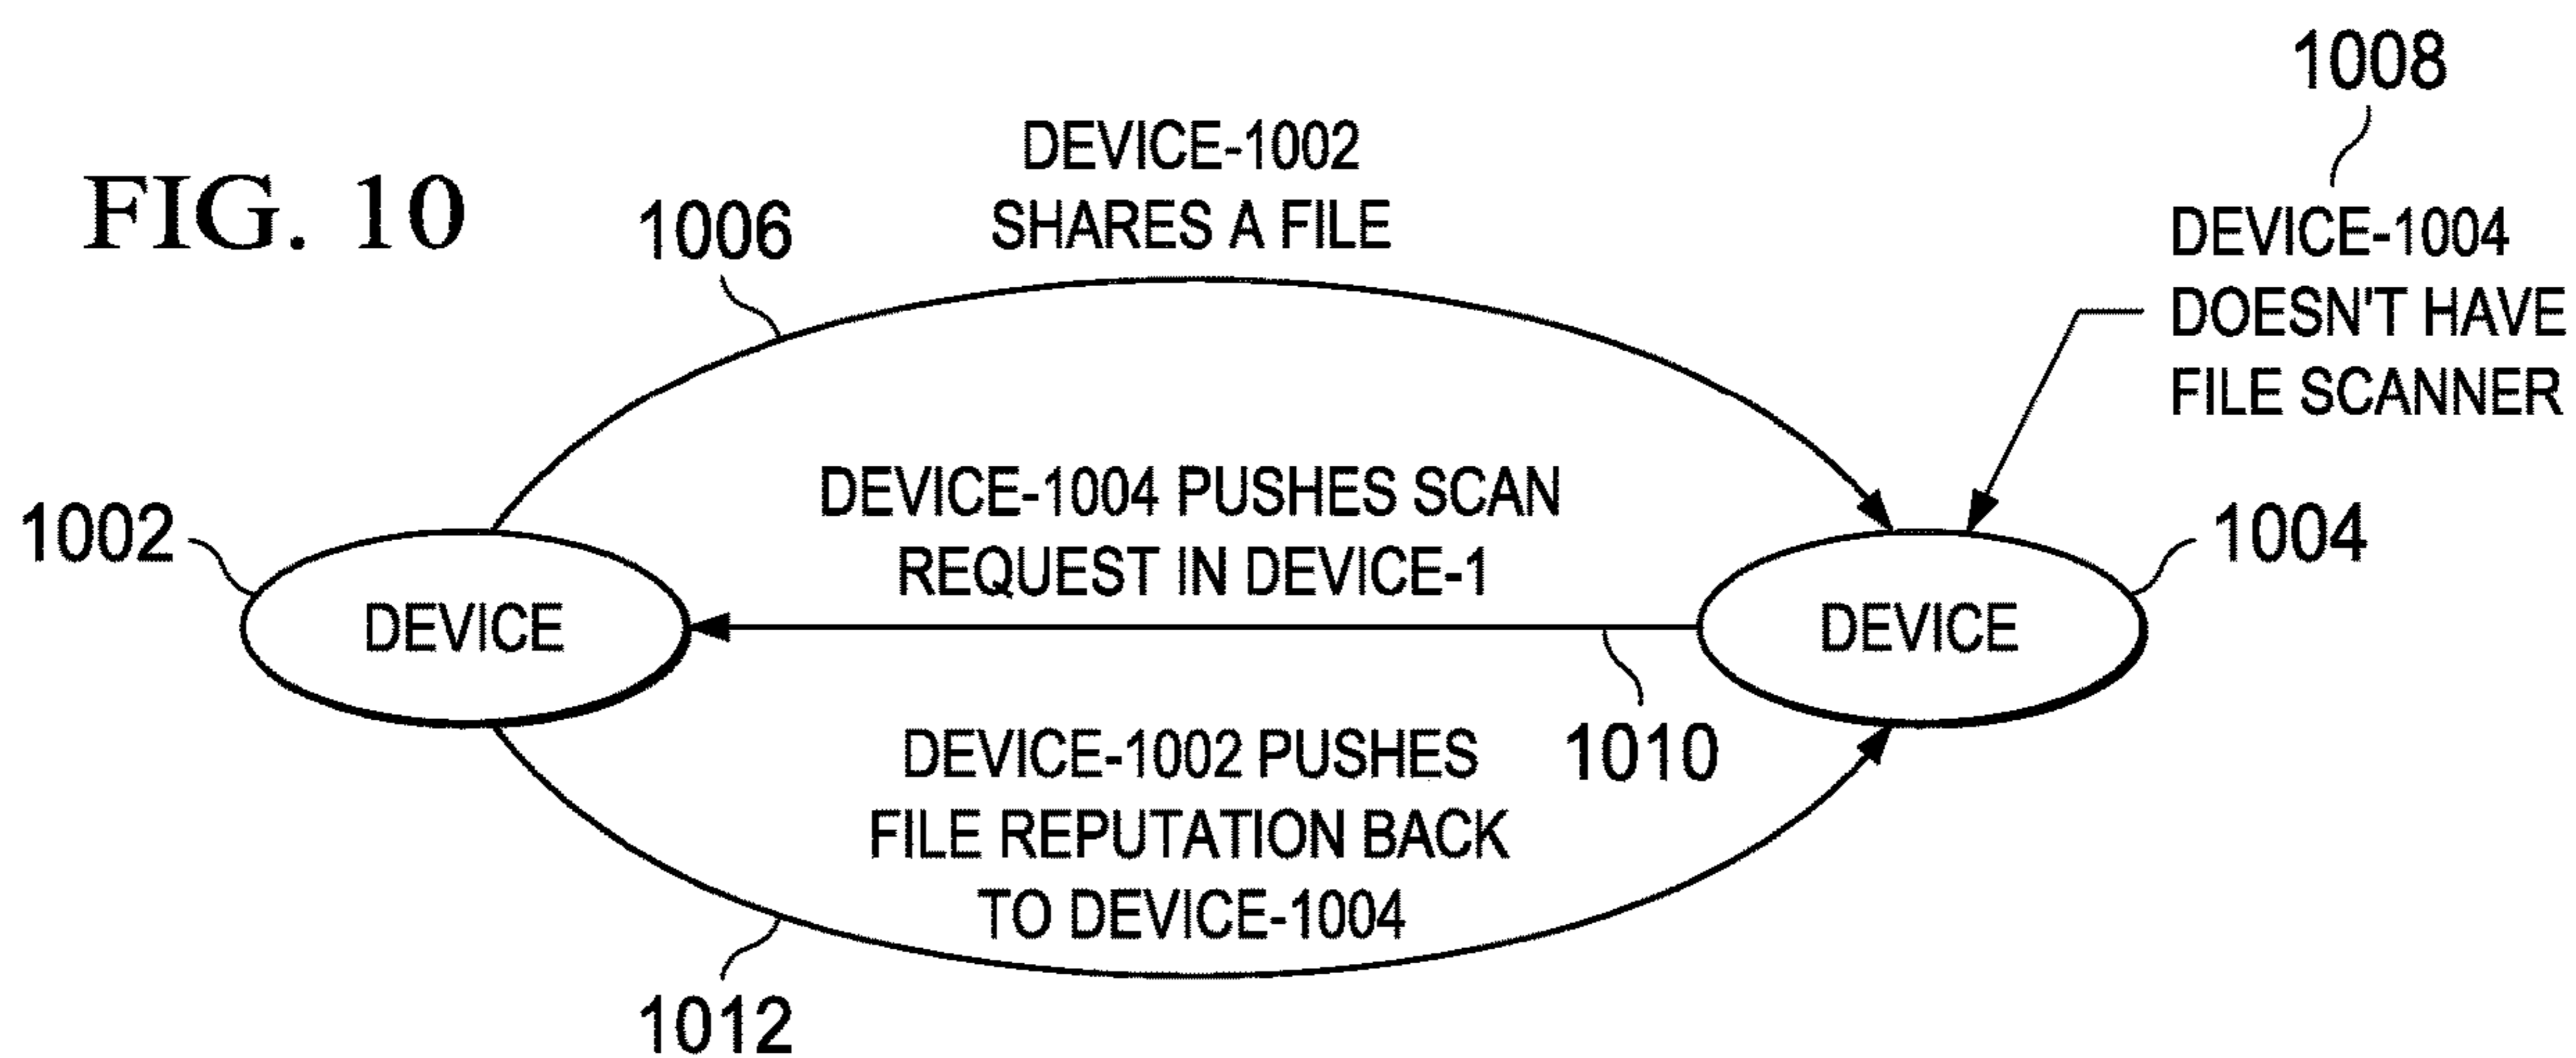 FIG. 10
1006
DEVICE-1002
SHARES A FILE
1008
DEVICE-1004
DOESN'T HAVE
FILE SCANNER
1002
DEVICE
DEVICE-1004 PUSHES SCAN
REQUEST IN DEVICE-1
1010
1004
DEVICE
DEVICE-1002 PUSHES
FILE REPUTATION BACK
TO DEVICE-1004
1012